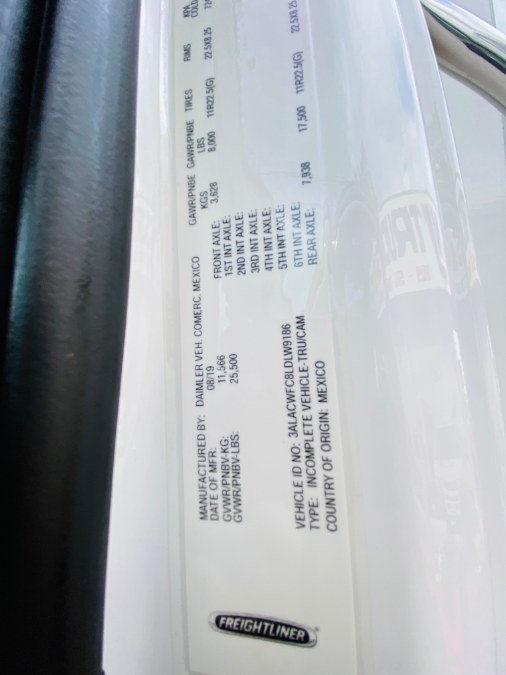 FREIGHTLINER
MANUFACTURED BY: DAIMLER VEH. COMERC. MEXICO
DATE OF MFR: 08/19
GVWR/PNBV-KG: 11,566
GVWR/PNBV-LBS: 25,500
VEHICLE ID NO: 3ALACWFC8LDLW9186
TYPE: INCOMPLETE VEHICLE-TRU/CAM
COUNTRY OF ORIGIN: MEXICO
GAWR/PNBE KGS GAWR/PNBE LBS TIRES RIMS KPA COLD
FRONT AXLE: 3,628 8,000 11R22.5(G) 22.5X8.25
1ST INT AXLE:
2ND INT AXLE:
3RD INT AXLE:
4TH INT AXLE:
5TH INT AXLE:
6TH INT AXLE:
REAR AXLE: 7,938 17,500 11R22.5(G) 22.5X8.25